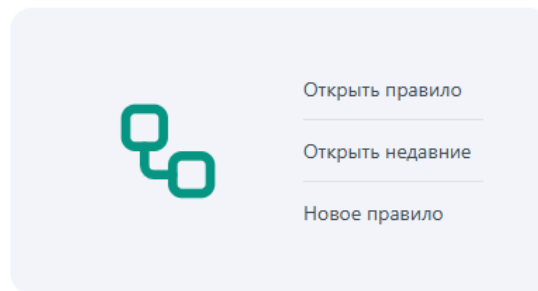 Открыть правило
Открыть недавние
Новое правило